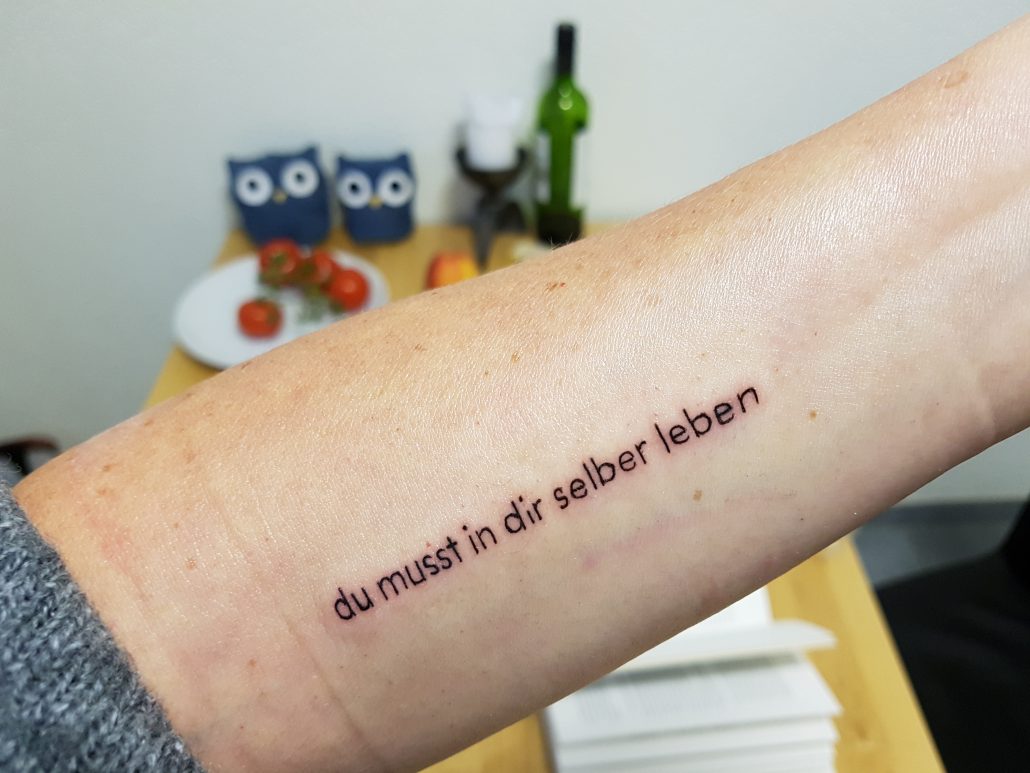 du musst in dir selber leben